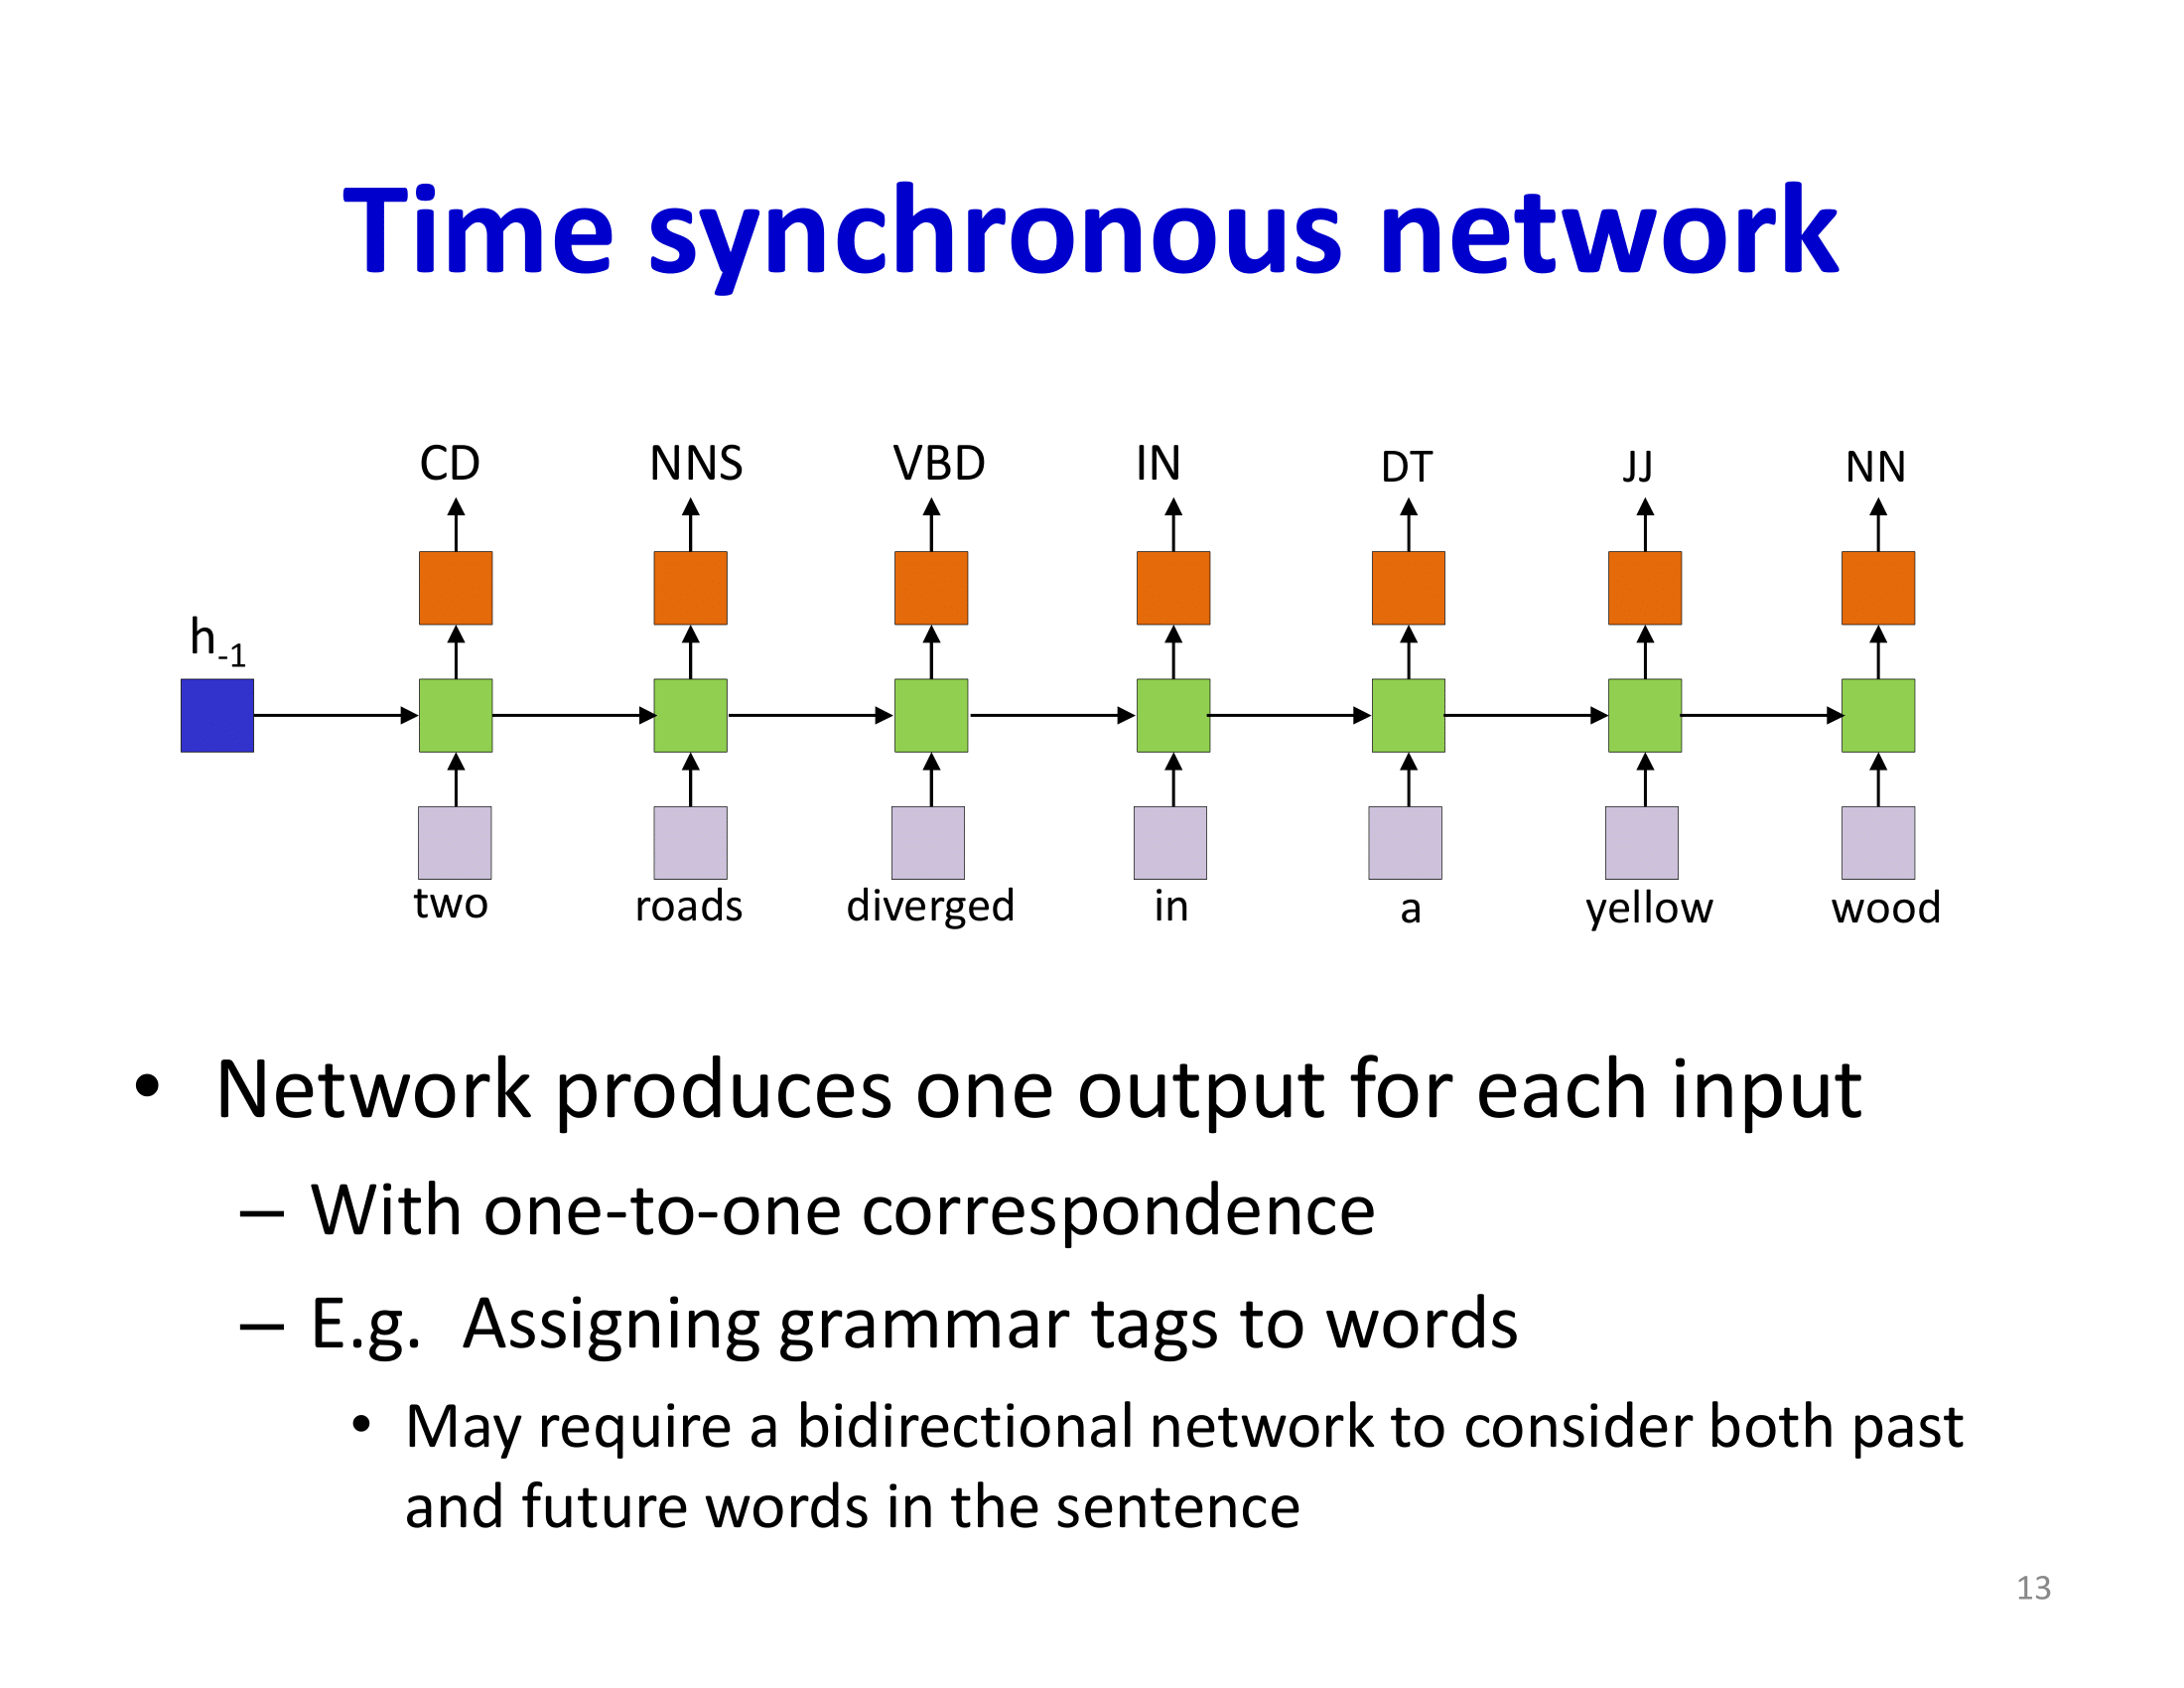 Time synchronous network
CD NNS VBD IN DT JJ NN
h-1
two roads diverged in a yellow wood
• Network produces one output for each input
– With one-to-one correspondence
– E.g. Assigning grammar tags to words
• May require a bidirectional network to consider both past
and future words in the sentence
13